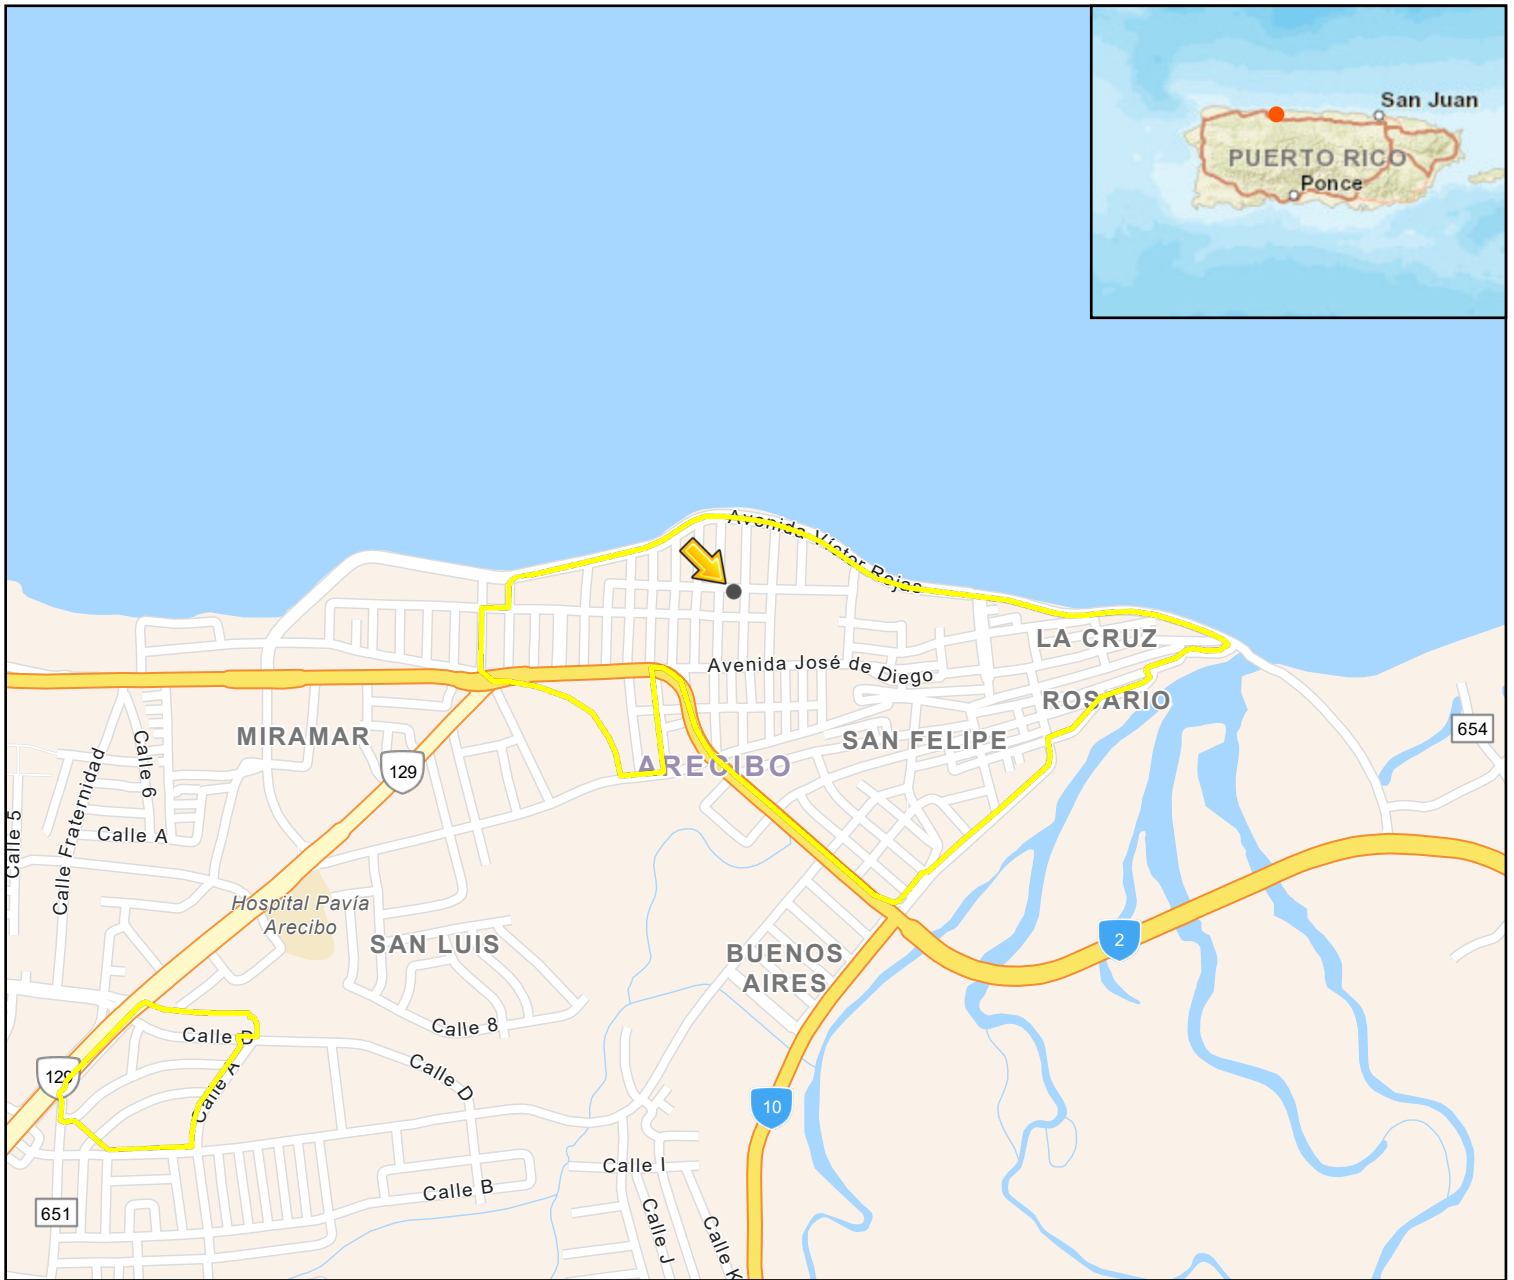 San Juan
PUERTO RICO
Ponce
Avenida Víctor Rojas
LA CRUZ
Avenida José de Diego
ROSARIO
654
MIRAMAR
SAN FELIPE
129
ARECIBO
Calle 6
Calle Fraternidad
Calle 5
Calle A
Hospital Pavía
Arecibo
SAN LUIS
BUENOS
AIRES
2
Calle 8
Calle D
129
Calle A
Calle D
10
Calle I
Calle B
651
Calle J
Calle K